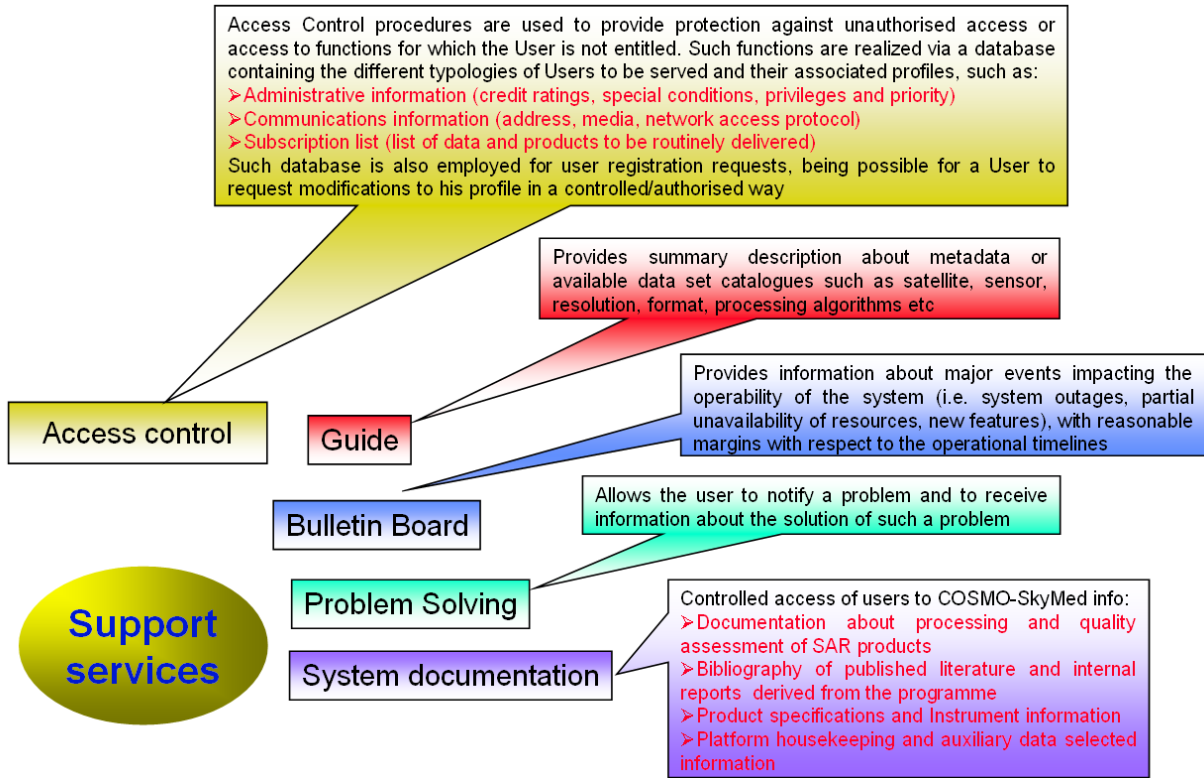 Access Control procedures are used to provide protection against unauthorised access or
access to functions for which the User is not entitled. Such functions are realized via a database
containing the different typologies of Users to be served and their associated profiles, such as:
➢Administrative information (credit ratings, special conditions, privileges and priority)
➢Communications information (address, media, network access protocol)
➢Subscription list (list of data and products to be routinely delivered)
Such database is also employed for user registration requests, being possible for a User to
request modifications to his profile in a controlled/authorised way
Provides summary description about metadata or
available data set catalogues such as satellite, sensor,
resolution, format, processing algorithms etc
Provides information about major events impacting the
operability of the system (i.e. system outages, partial
unavailability of resources, new features), with reasonable
margins with respect to the operational timelines
Access control
Guide
Allows the user to notify a problem and to receive
information about the solution of such a problem
Bulletin Board
Problem Solving
Support
services
System documentation
Controlled access of users to COSMO-SkyMed info:
➢Documentation about processing and quality
assessment of SAR products
➢Bibliography of published literature and internal
reports derived from the programme
➢Product specifications and Instrument information
➢Platform housekeeping and auxiliary data selected
information